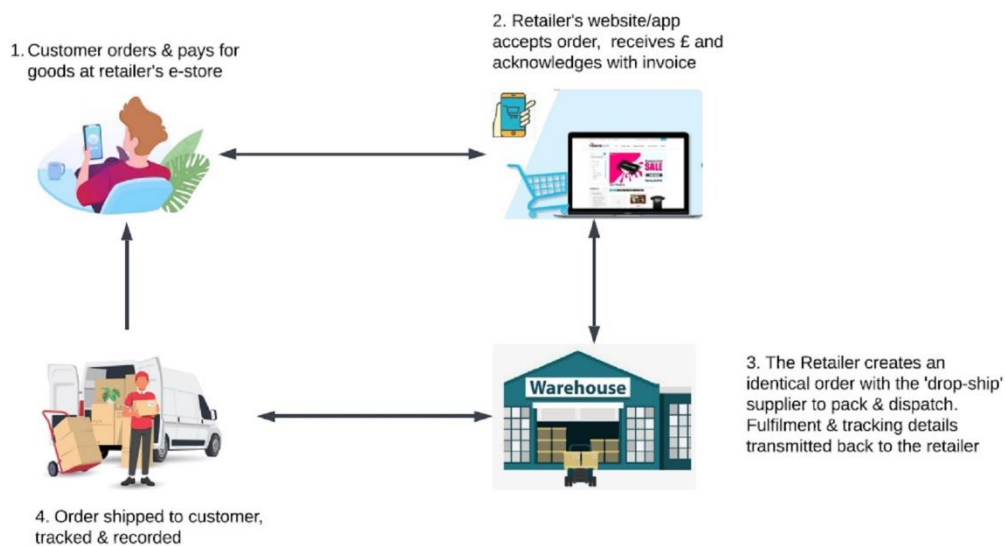 1. Customer orders & pays for
goods at retailer's e-store
2. Retailer's website/app
accepts order, receives £ and
acknowledges with invoice
SALE
Warehouse
3. The Retailer creates an
identical order with the 'drop-ship'
supplier to pack & dispatch.
Fulfilment & tracking details
transmitted back to the retailer
4. Order shipped to customer,
tracked & recorded